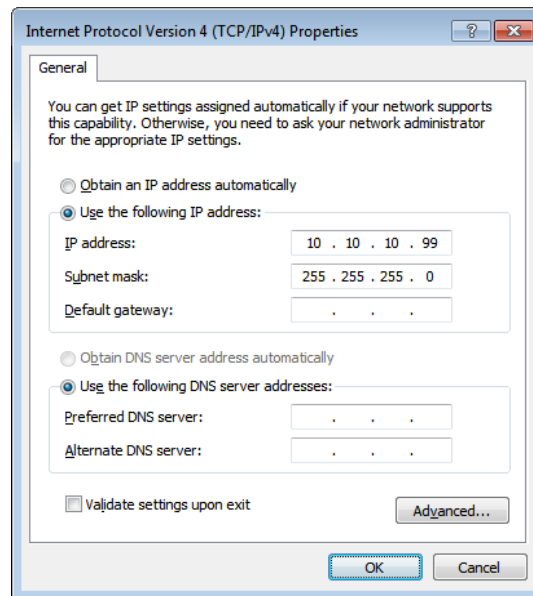 Internet Protocol Version 4 (TCP/IPv4) Properties
General
You can get IP settings assigned automatically if your network supports
this capability. Otherwise, you need to ask your network administrator
for the appropriate IP settings.
Obtain an IP address automatically
Use the following IP address:
IP address: 10 . 10 . 10 . 99
Subnet mask: 255 . 255 . 255 . 0
Default gateway: . . .
Obtain DNS server address automatically
Use the following DNS server addresses:
Preferred DNS server: . . .
Alternate DNS server: . . .
Validate settings upon exit
Advanced...
OK Cancel